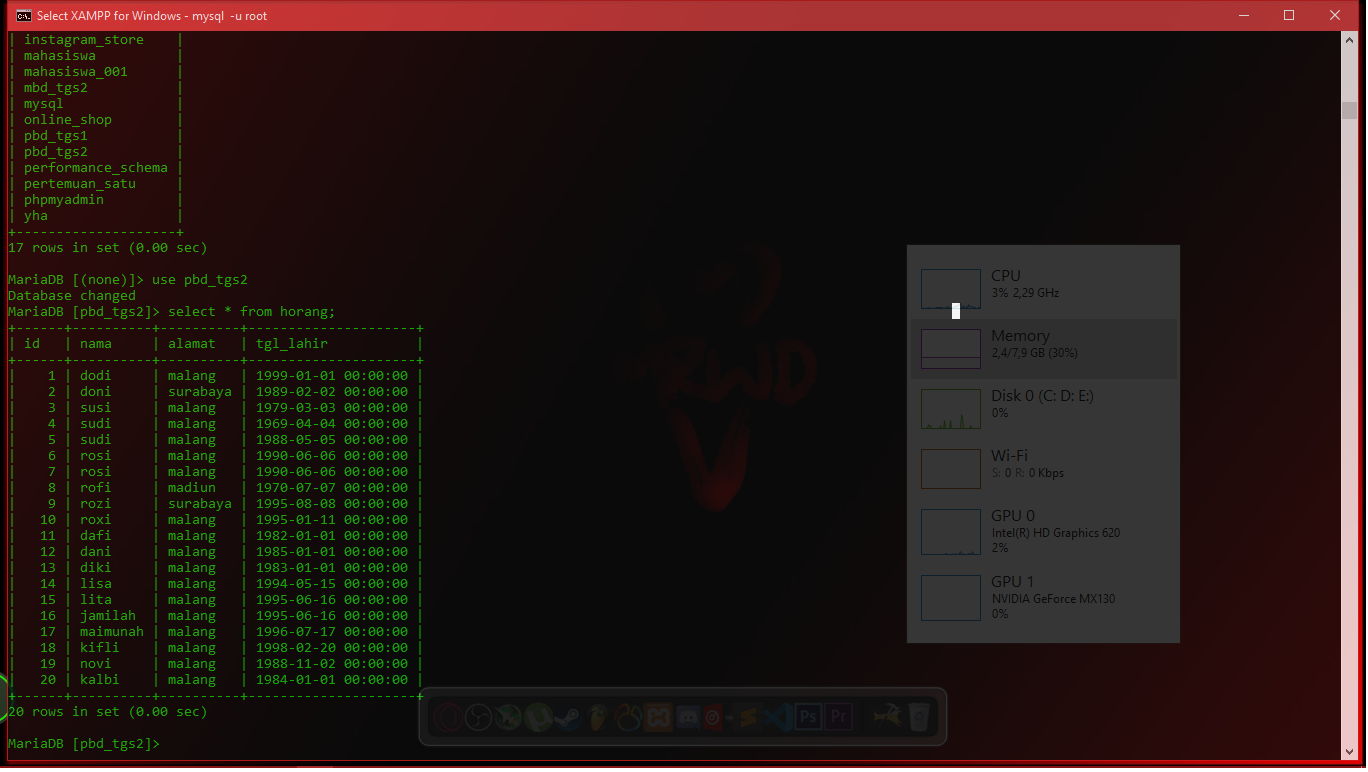 Select XAMPP for Windows - mysql  -u root
| instagram_store    |
| mahasiswa          |
| mahasiswa_001      |
| mbd_tgs2           |
| mysql              |
| online_shop        |
| pbd_tgs1           |
| pbd_tgs2           |
| performance_schema |
| pertemuan_satu     |
| phpmyadmin         |
| yha                |
+--------------------+
17 rows in set (0.00 sec)
MariaDB [(none)]> use pbd_tgs2
Database changed
MariaDB [pbd_tgs2]> select * from horang;
+------+----------+----------+---------------------+
| id   | nama     | alamat   | tgl_lahir           |
+------+----------+----------+---------------------+
|    1 | dodi     | malang   | 1999-01-01 00:00:00 |
|    2 | doni     | surabaya | 1989-02-02 00:00:00 |
|    3 | susi     | malang   | 1979-03-03 00:00:00 |
|    4 | sudi     | malang   | 1969-04-04 00:00:00 |
|    5 | sudi     | malang   | 1988-05-05 00:00:00 |
|    6 | rosi     | malang   | 1990-06-06 00:00:00 |
|    7 | rosi     | malang   | 1990-06-06 00:00:00 |
|    8 | rofi     | madiun   | 1970-07-07 00:00:00 |
|    9 | rozi     | surabaya | 1995-08-08 00:00:00 |
|   10 | roxi     | malang   | 1995-01-11 00:00:00 |
|   11 | dafi     | malang   | 1982-01-01 00:00:00 |
|   12 | dani     | malang   | 1985-01-01 00:00:00 |
|   13 | diki     | malang   | 1983-01-01 00:00:00 |
|   14 | lisa     | malang   | 1994-05-15 00:00:00 |
|   15 | lita     | malang   | 1995-06-16 00:00:00 |
|   16 | jamilah  | malang   | 1995-06-16 00:00:00 |
|   17 | maimunah | malang   | 1996-07-17 00:00:00 |
|   18 | kifli    | malang   | 1998-02-20 00:00:00 |
|   19 | novi     | malang   | 1988-11-02 00:00:00 |
|   20 | kalbi    | malang   | 1984-01-01 00:00:00 |
+------+----------+----------+---------------------+
20 rows in set (0.00 sec)
MariaDB [pbd_tgs2]>
CPU
3% 2,29 GHz
Memory
2,4/7,9 GB (30%)
Disk 0 (C: D: E:)
0%
Wi-Fi
S: 0 R: 0 Kbps
GPU 0
Intel(R) HD Graphics 620
2%
GPU 1
NVIDIA GeForce MX130
0%
RWD
Ps
Pr